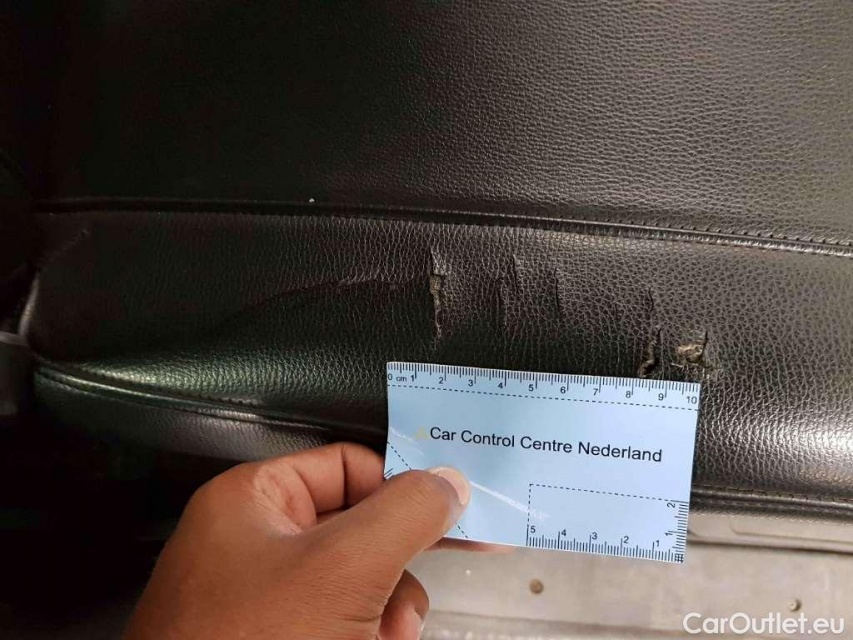 0 cm 1 2 3 4 5 6 7 8 9 10
Car Control Centre Nederland
2
5 4 3 2 1
CarOutlet.eu